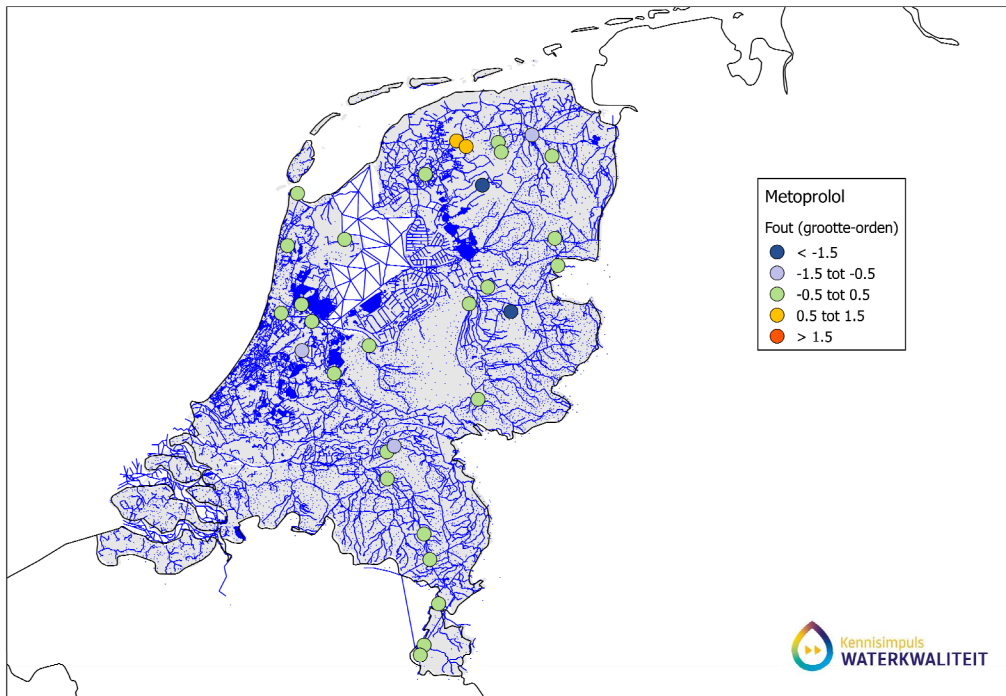 Metoprolol
Fout (grootte-orden)
< -1.5
-1.5 tot -0.5
-0.5 tot 0.5
0.5 tot 1.5
> 1.5
Kennisimpuls
WATERKWALITEIT